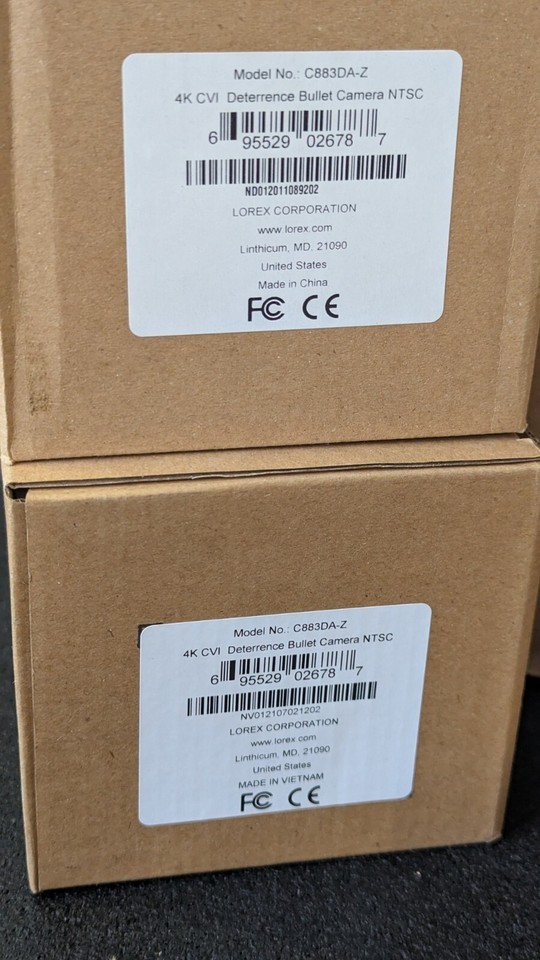 Model No.: C883DA-Z
4K CVI Deterrence Bullet Camera NTSC
6 95529 02678 7
ND012011089202
LOREX CORPORATION
www.lorex.com
Linthicum, MD. 21090
United States
Made in China
FC CE
Model No.: C883DA-Z
4K CVI Deterrence Bullet Camera NTSC
6 95529 02678 7
NV012107021202
LOREX CORPORATION
www.lorex.com
Linthicum, MD, 21090
United States
MADE IN VIETNAM
FC CE